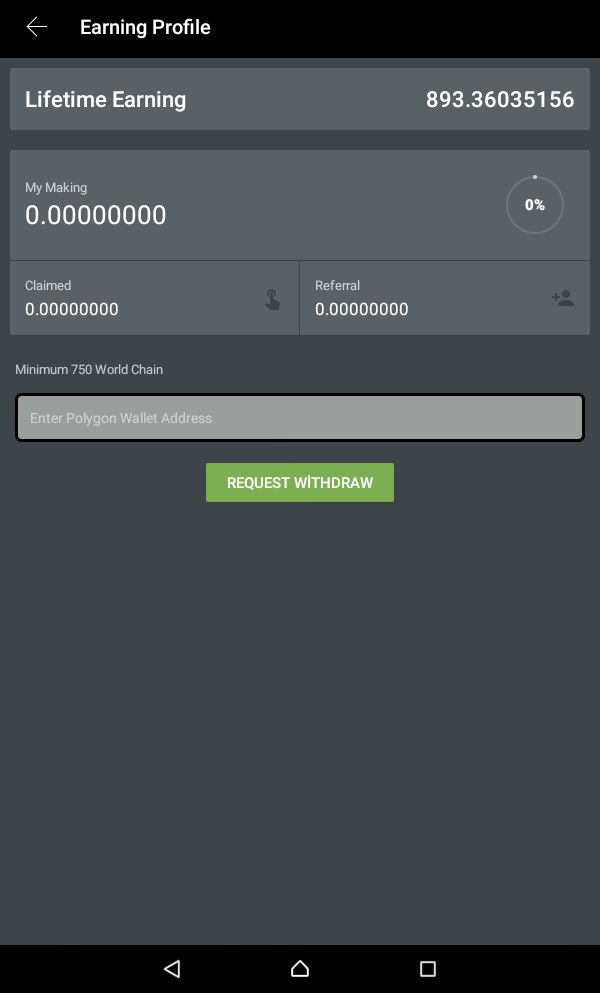 Earning Profile
Lifetime Earning 893.36035156
My Making
0.00000000
0%
Claimed
0.00000000
Referral
0.00000000
Minimum 750 World Chain
Enter Polygon Wallet Address
REQUEST WİTHDRAW